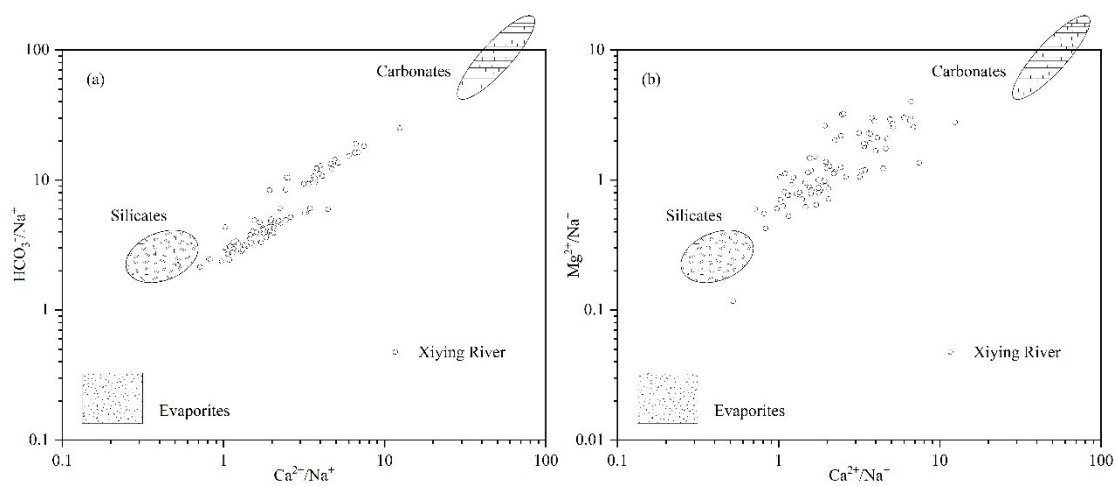 (a)
Carbonates
Silicates
Xiying River
Evaporites
100
10
1
0.1
0.1
1
10
100
HCO₃⁻/Na⁺
Ca²⁻/Na⁺
(b)
Carbonates
Silicates
Xiying River
Evaporites
10
1
0.1
0.01
0.1
1
10
100
Mg²⁺/Na⁻
Ca²⁺/Na⁺